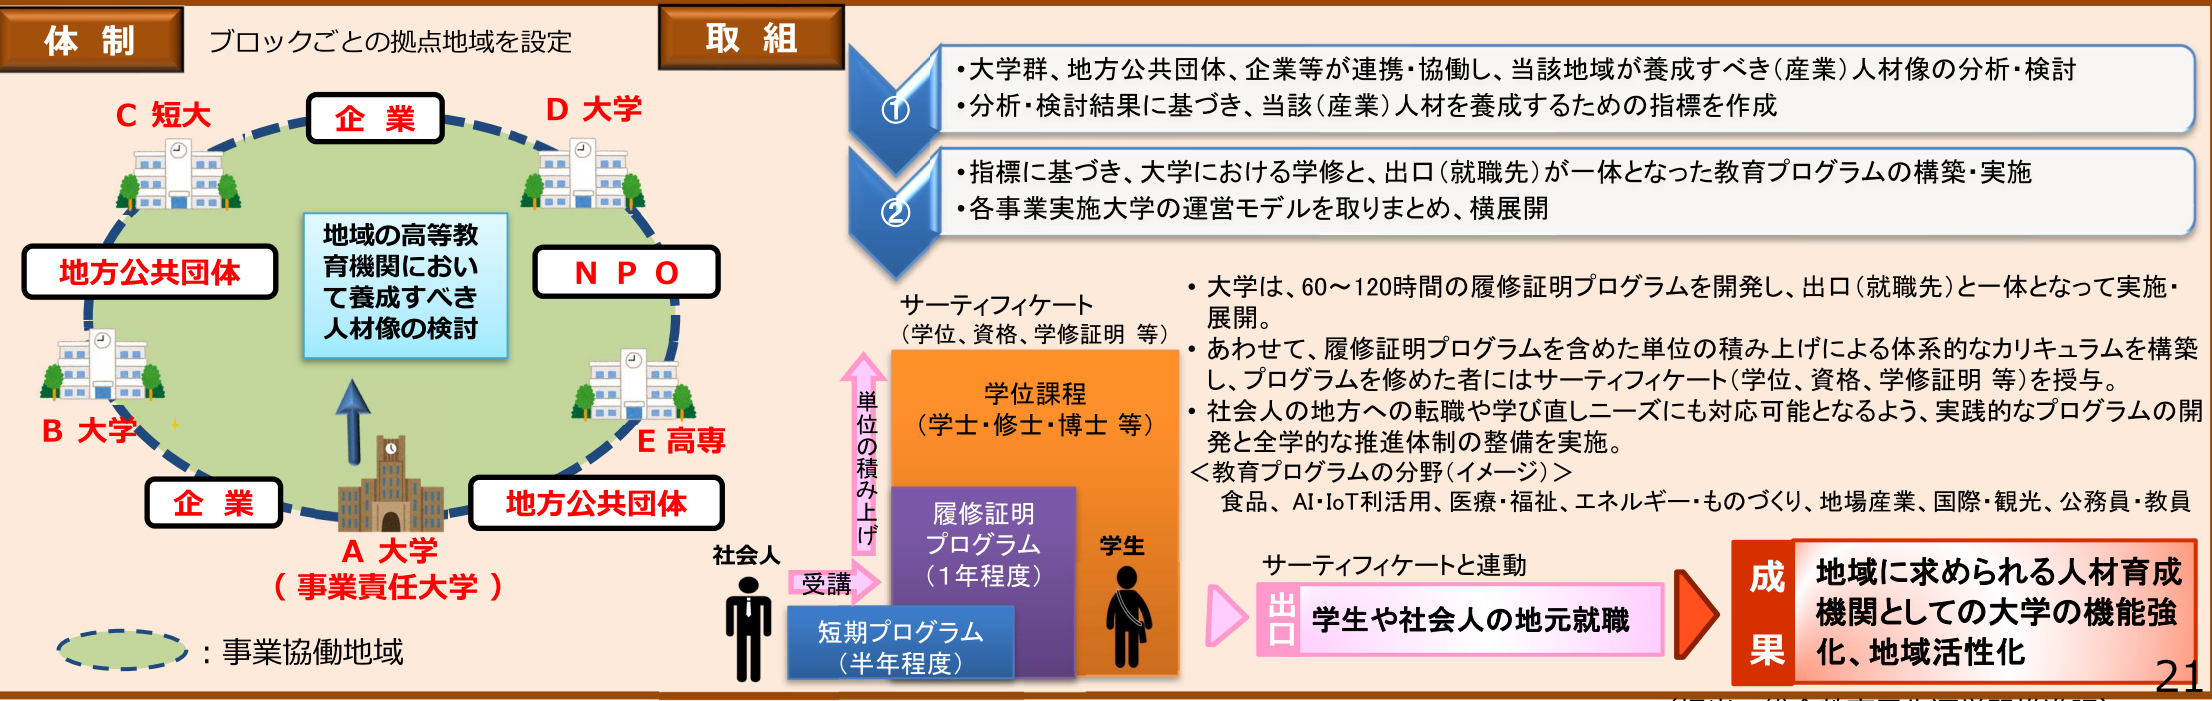 体 制
ブロックごとの拠点地域を設定
C 短大
企 業
D 大学
地方公共団体
地域の高等教
育機関におい
て養成すべき
人材像の検討
N P O
B 大学
E 高専
企 業
地方公共団体
A 大学
（ 事業責任大学 ）
：事業協働地域
取 組
①
・大学群、地方公共団体、企業等が連携・協働し、当該地域が養成すべき（産業）人材像の分析・検討
・分析・検討結果に基づき、当該（産業）人材を養成するための指標を作成
②
・指標に基づき、大学における学修と、出口（就職先）が一体となった教育プログラムの構築・実施
・各事業実施大学の運営モデルを取りまとめ、横展開
サーティフィケート
（学位、資格、学修証明 等）
単位の積み上げ
学位課程
（学士・修士・博士 等）
履修証明
プログラム
（1年程度）
学生
社会人
受講
短期プログラム
（半年程度）
・ 大学は、60～120時間の履修証明プログラムを開発し、出口（就職先）と一体となって実施・
展開。
・ あわせて、履修証明プログラムを含めた単位の積み上げによる体系的なカリキュラムを構築
し、プログラムを修めた者にはサーティフィケート（学位、資格、学修証明 等）を授与。
・ 社会人の地方への転職や学び直しニーズにも対応可能となるよう、実践的なプログラムの開
発と全学的な推進体制の整備を実施。
＜教育プログラムの分野（イメージ）＞
食品、AI・IoT利活用、医療・福祉、エネルギー・ものづくり、地場産業、国際・観光、公務員・教員
サーティフィケートと連動
出口
学生や社会人の地元就職
成果
地域に求められる人材育成
機関としての大学の機能強
化、地域活性化
21